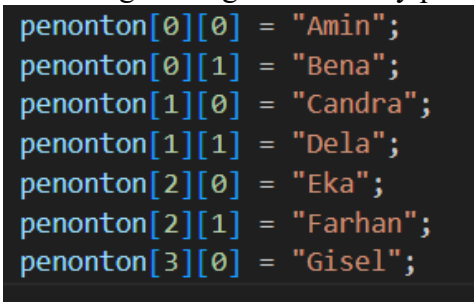 penonton[0][0] = "Amin";
penonton[0][1] = "Bena";
penonton[1][0] = "Candra";
penonton[1][1] = "Dela";
penonton[2][0] = "Eka";
penonton[2][1] = "Farhan";
penonton[3][0] = "Gisel";